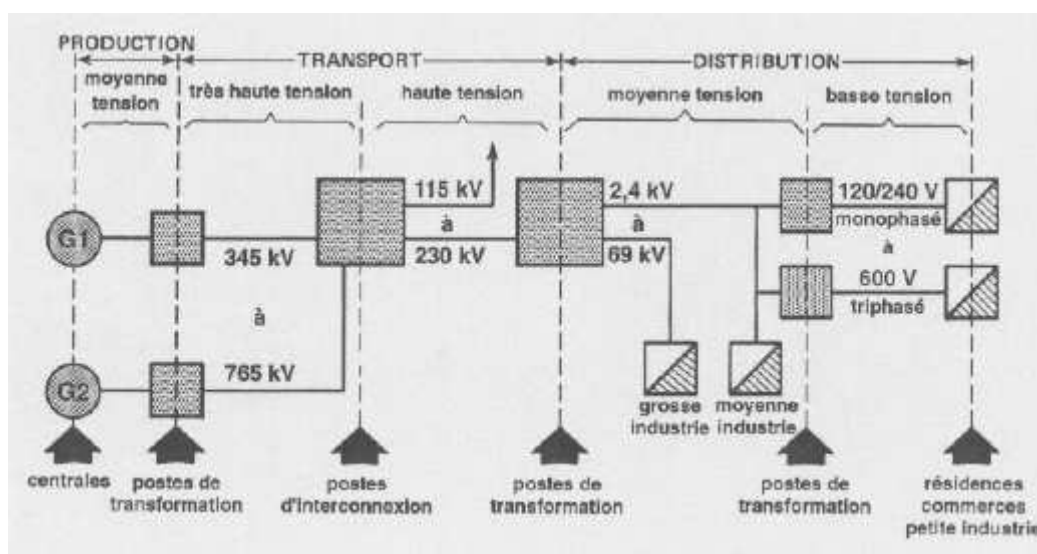 PRODUCTION
TRANSPORT
DISTRIBUTION
moyenne
tension
très haute tension
haute tension
moyenne tension
basse tension
115 kV
à
230 kV
2,4 kV
à
69 kV
120/240 V
monophasé
à
600 V
triphasé
G1
345 kV
à
765 kV
G2
grosse
industrie
moyenne
industrie
centrales
postes de
transformation
postes
d'interconnexion
postes de
transformation
postes de
transformation
résidences
commerces
petite industrie